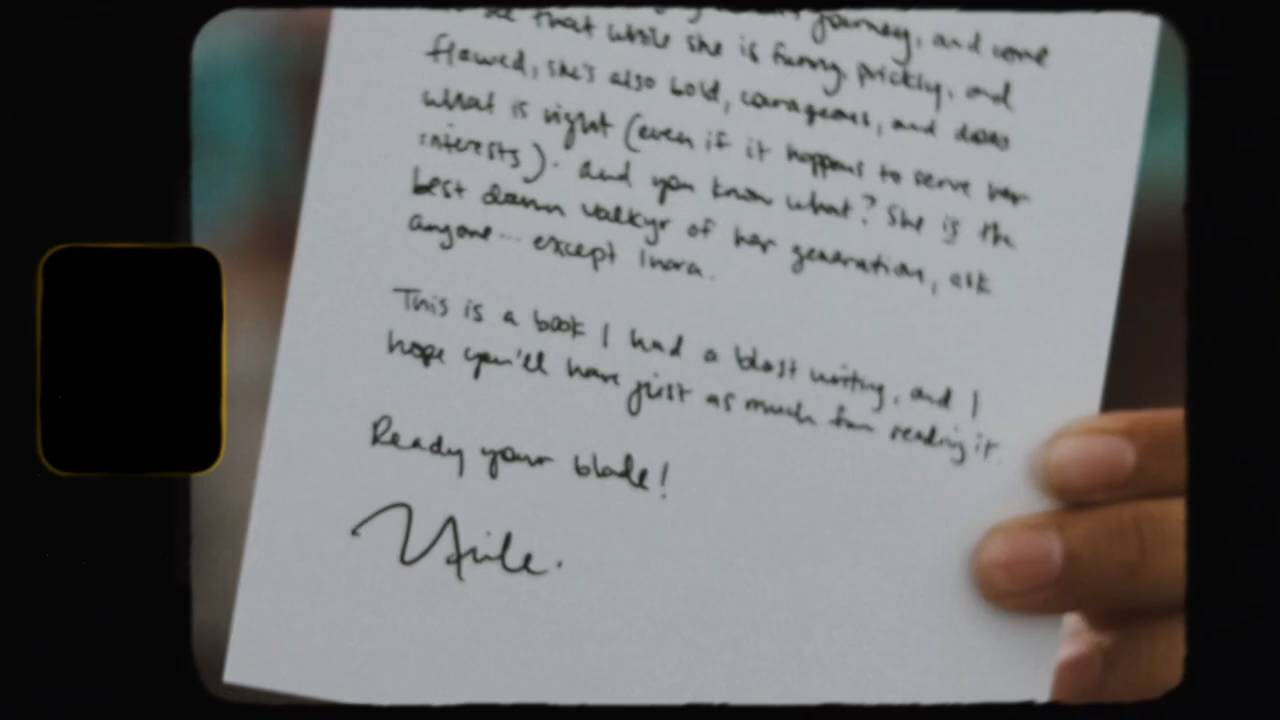 journey, and come
that while she is funny, prickly, and
flawed, she's also bold, courageous, and does
what is right (even if it happens to serve her
interests). And you know what? She is the
best damn valkyr of her generation, ask
anyone... except Inara.
This is a book I had a blast writing, and I
hope you'll have just as much fun reading it.
Ready your blade!